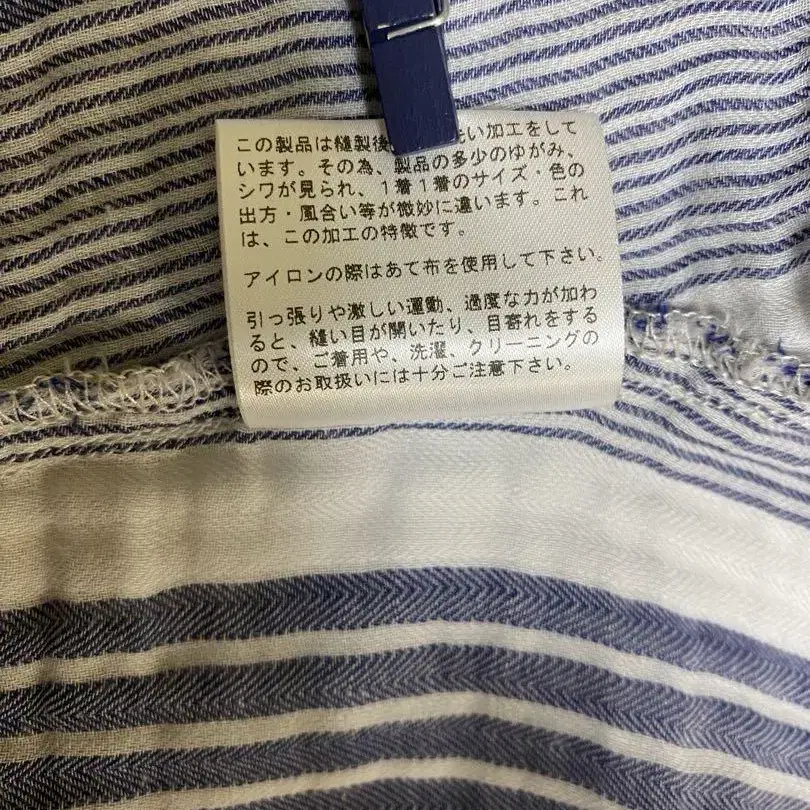 この製品は縫製後 洗い加工をして
います。その為、製品の多少のゆがみ、
シワが見られ、1着1着のサイズ・色の
出方・風合い等が微妙に違います。これ
は、この加工の特徴です。
アイロンの際はあて布を使用して下さい。
引っ張りや激しい運動、過度な力が加わ
ると、縫い目が開いたり、目寄れをする
ので、ご着用や、洗濯、クリーニングの
際のお取扱いには十分ご注意下さい。